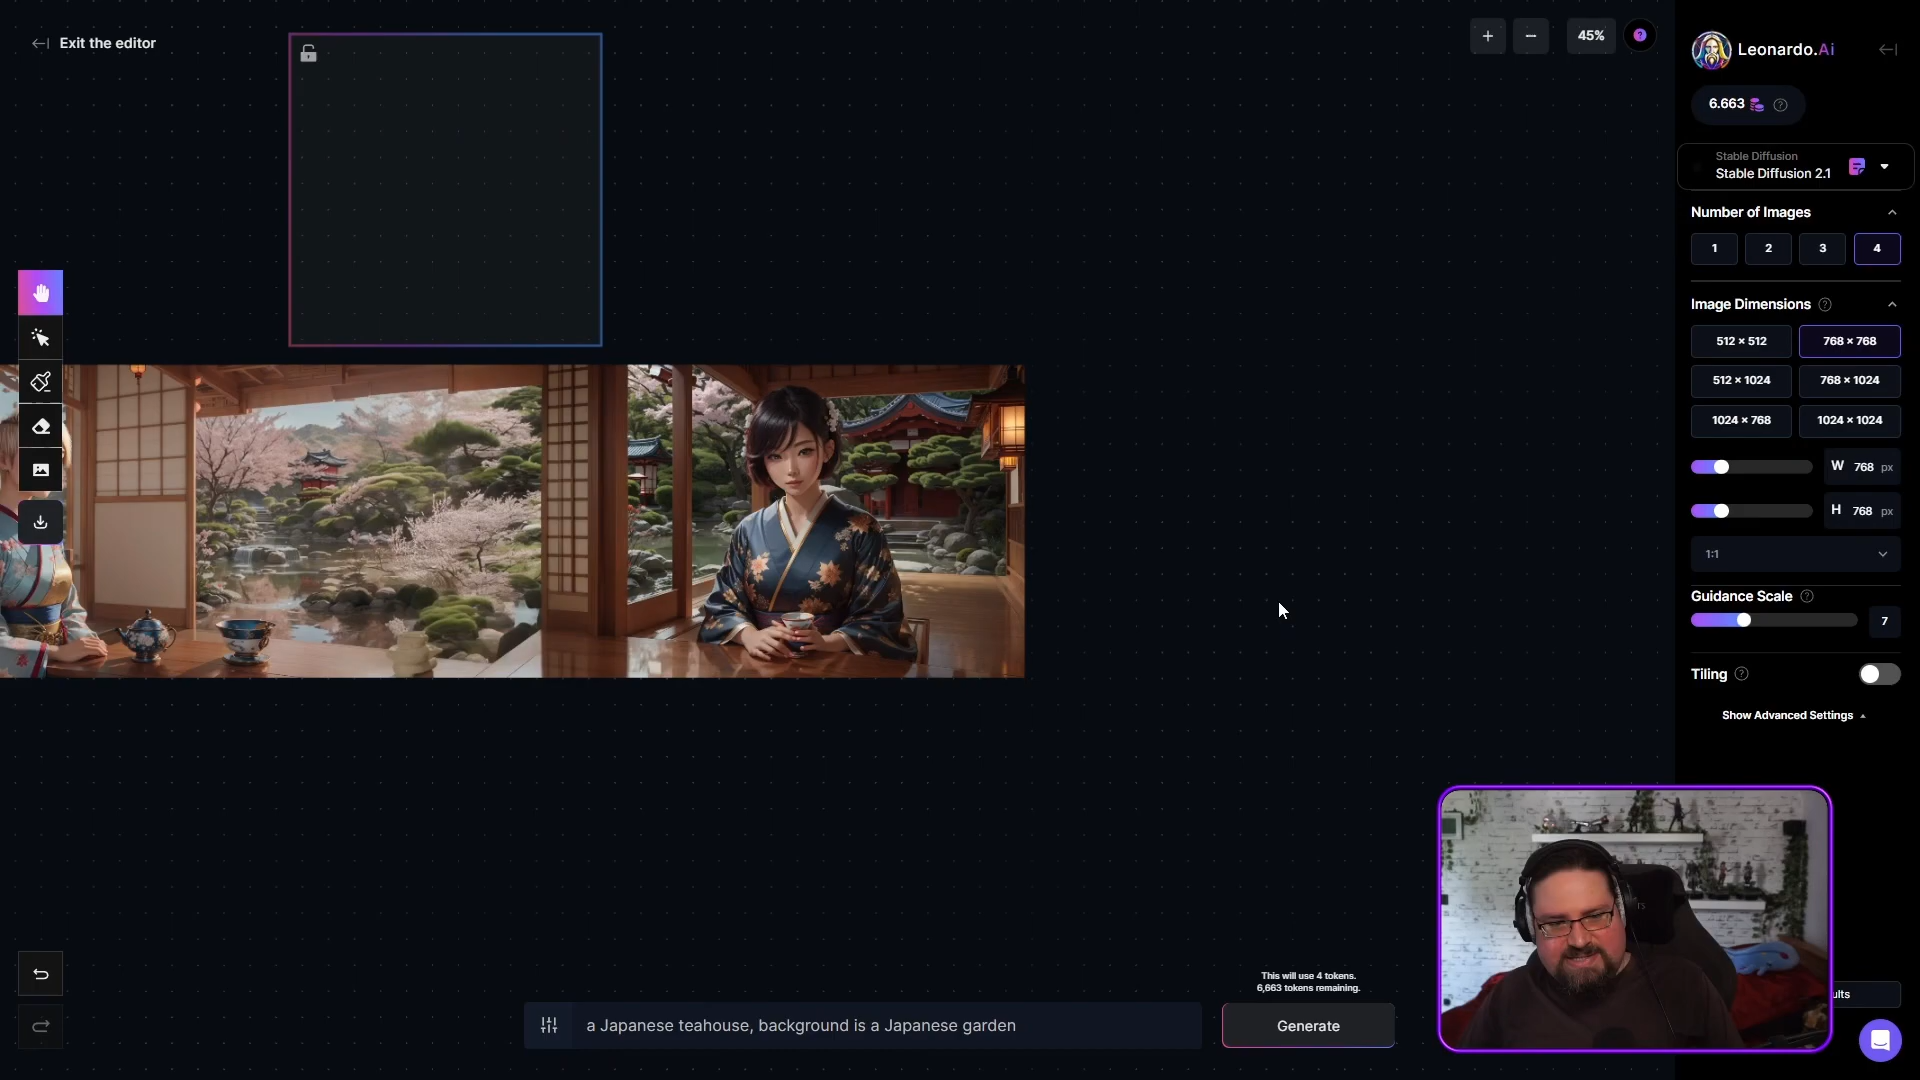 Exit the editor
45%
Leonardo.Ai
6.663
Stable Diffusion
Stable Diffusion 2.1
Number of Images
1 2 3 4
Image Dimensions
512 × 512 768 × 768
512 × 1024 768 × 1024
1024 × 768 1024 × 1024
W 768 px
H 768 px
1:1
Guidance Scale
7
Tiling
Show Advanced Settings
This will use 4 tokens.
6,663 tokens remaining.
a Japanese teahouse, background is a Japanese garden
Generate